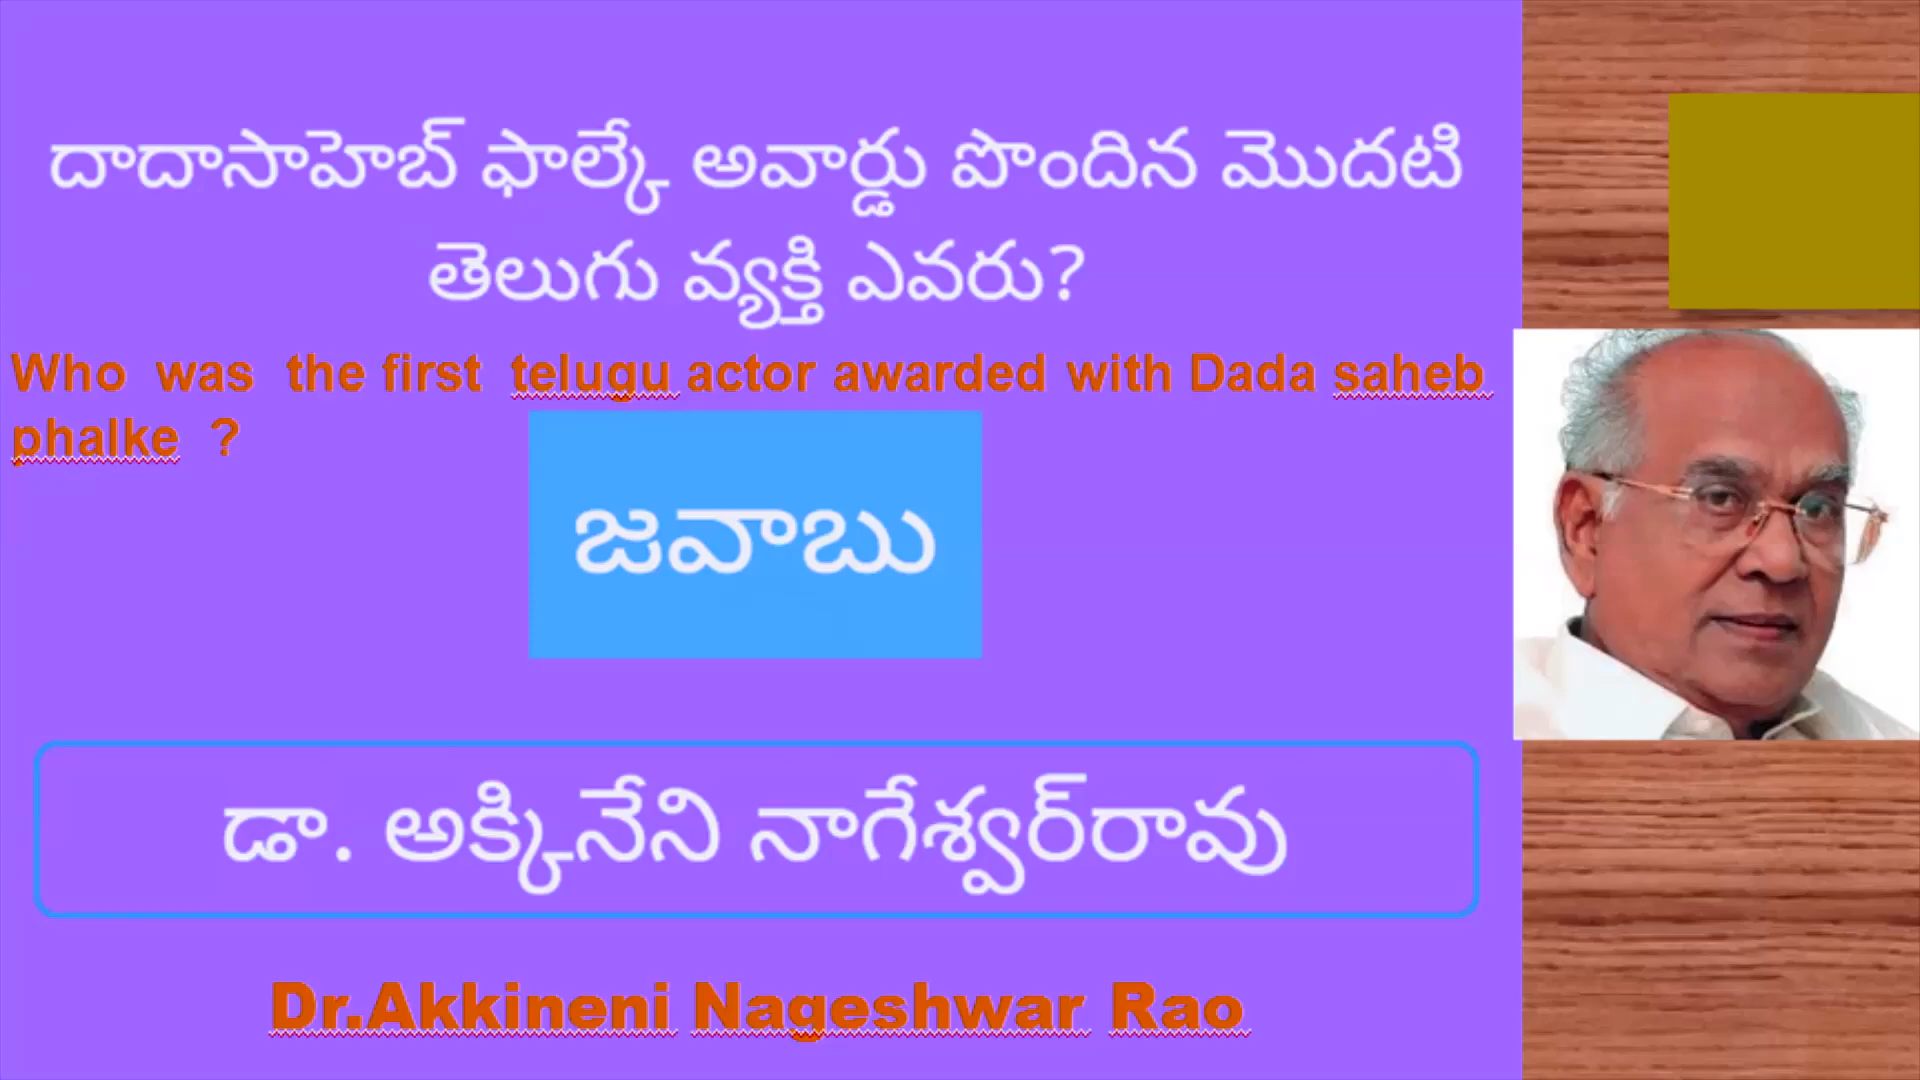 దాదాసాహెబ్ ఫాల్కే అవార్డు పొందిన మొదటి
తెలుగు వ్యక్తి ఎవరు?
Who was the first telugu actor awarded with Dada saheb
phalke ?
జవాబు
డా. అక్కినేని నాగేశ్వర్‌రావు
Dr.Akkineni Nageshwar Rao